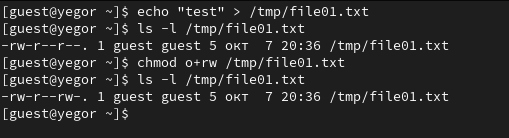 [guest@yegor ~]$ echo "test" > /tmp/file01.txt
[guest@yegor ~]$ ls -l /tmp/file01.txt
-rw-r--r--. 1 guest guest 5 окт  7 20:36 /tmp/file01.txt
[guest@yegor ~]$ chmod o+rw /tmp/file01.txt
[guest@yegor ~]$ ls -l /tmp/file01.txt
-rw-r--rw-. 1 guest guest 5 окт  7 20:36 /tmp/file01.txt
[guest@yegor ~]$